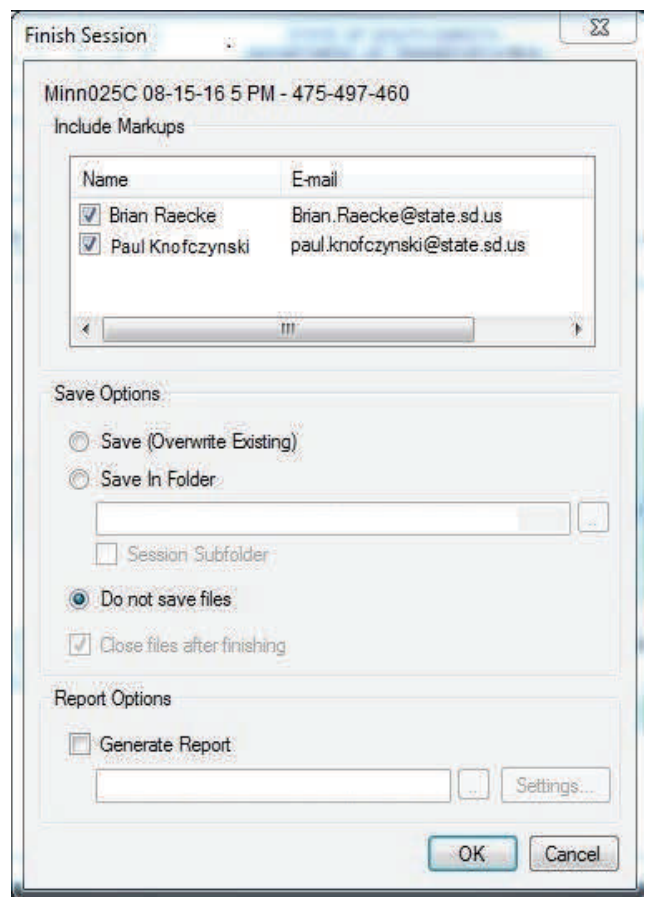 Finish Session
Minn025C 08-15-16 5 PM - 475-497-460
Include Markups
Name E-mail
Brian Raecke Brian.Raecke@state.sd.us
Paul Knofczynski paul.knofczynski@state.sd.us
Save Options
Save (Overwrite Existing)
Save In Folder
..
Session Subfolder
Do not save files
Close files after finishing
Report Options
Generate Report
.. Settings...
OK Cancel